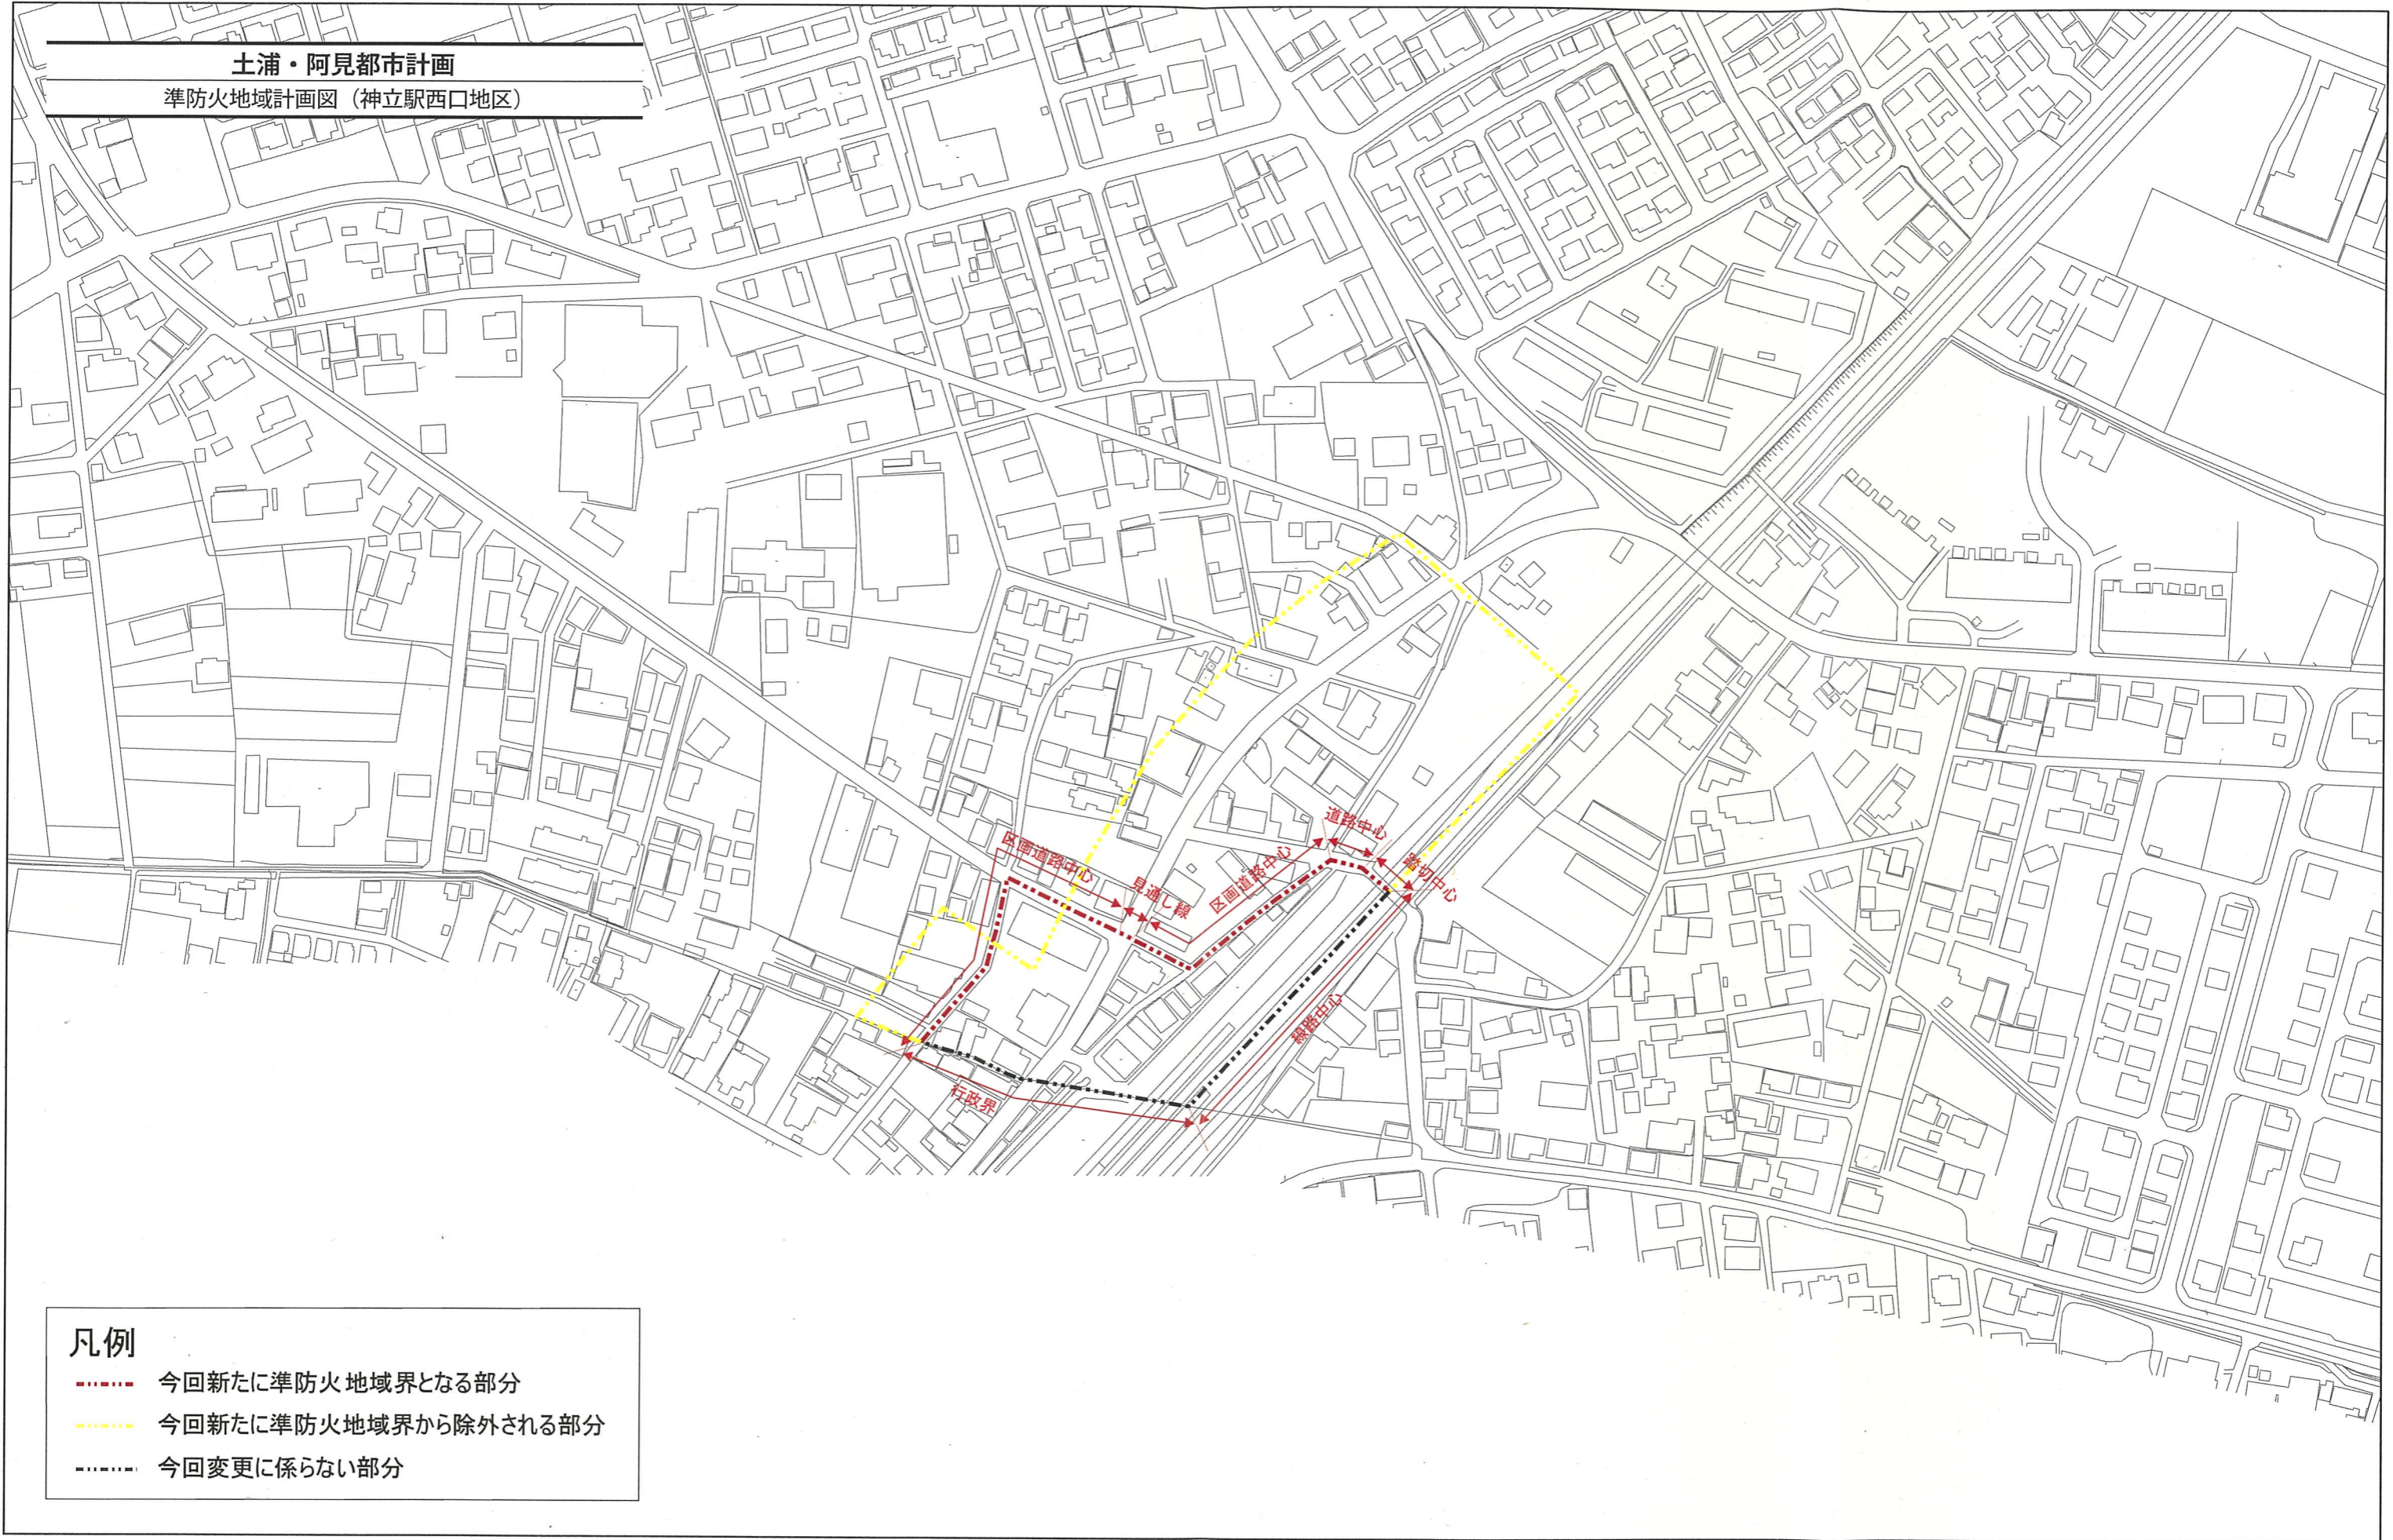 土浦・阿見都市計画
準防火地域計画図（神立駅西口地区）
道路中心
区画道路中心
踏切中心
区画道路中心
見通し線
線路中心
行政界
凡例
今回新たに準防火地域界となる部分
今回新たに準防火地域界から除外される部分
今回変更に係らない部分